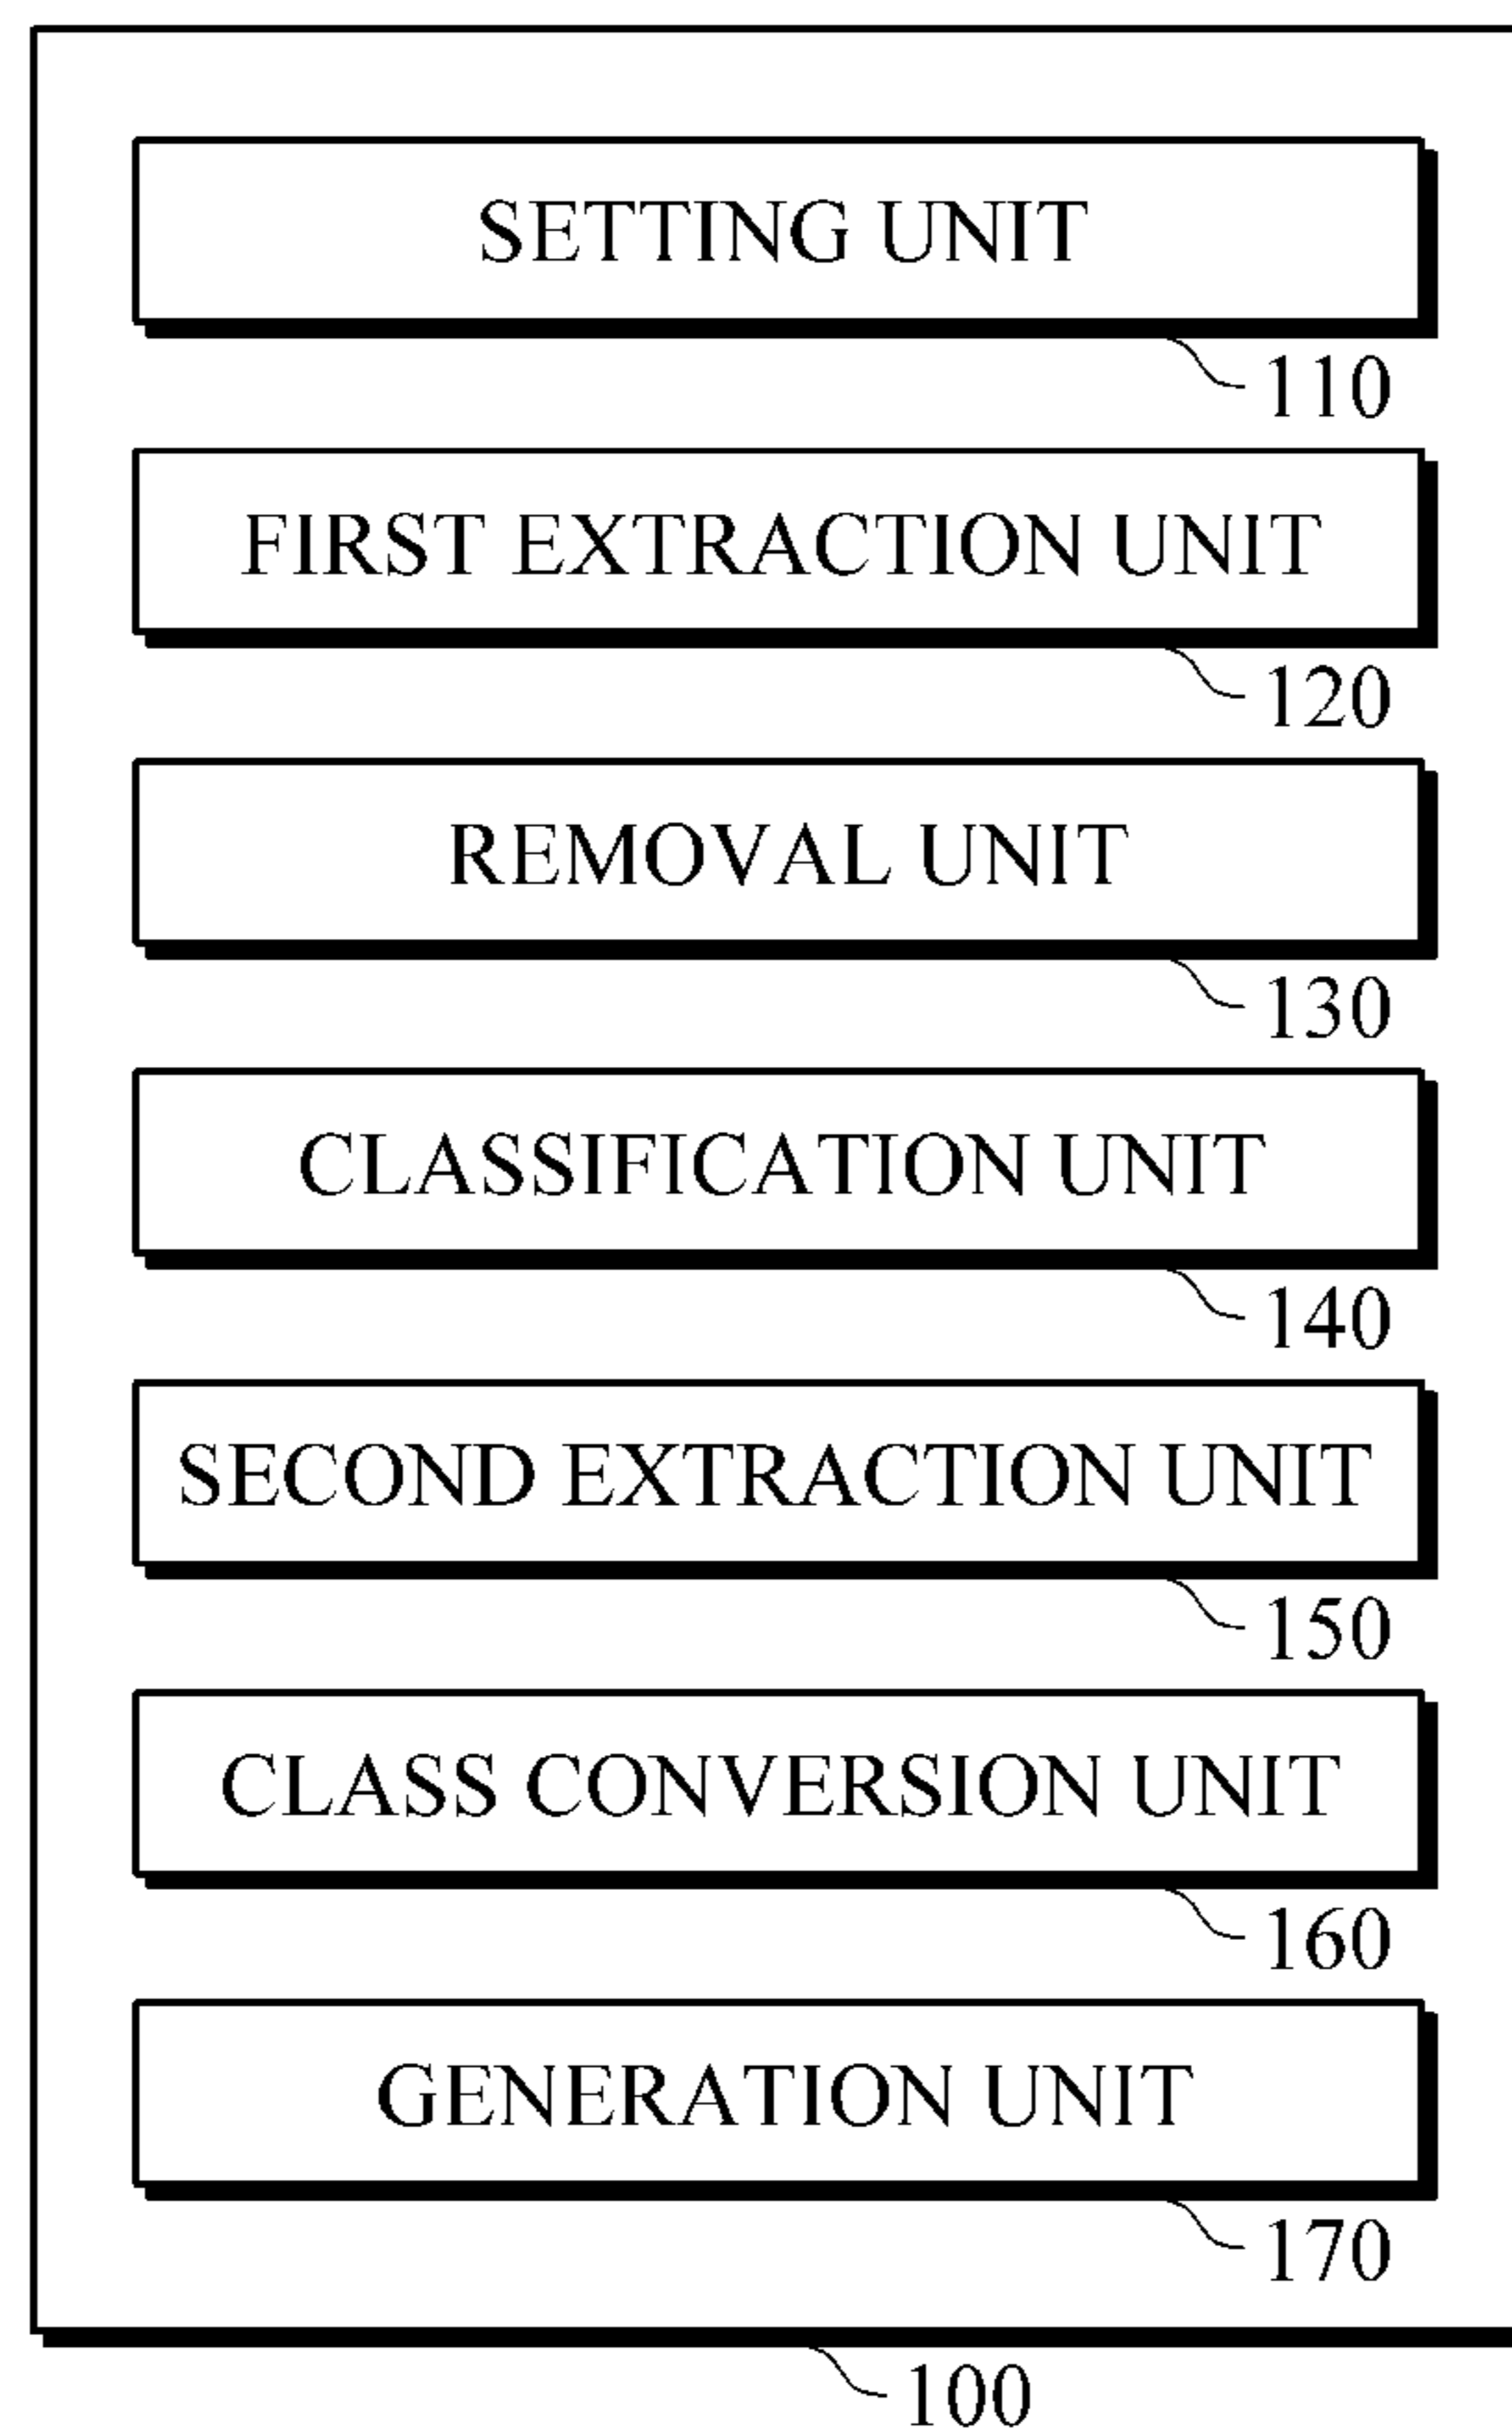 SETTING UNIT
110
FIRST EXTRACTION UNIT
120
REMOVAL UNIT
130
CLASSIFICATION UNIT
140
SECOND EXTRACTION UNIT
150
CLASS CONVERSION UNIT
160
GENERATION UNIT
170
100